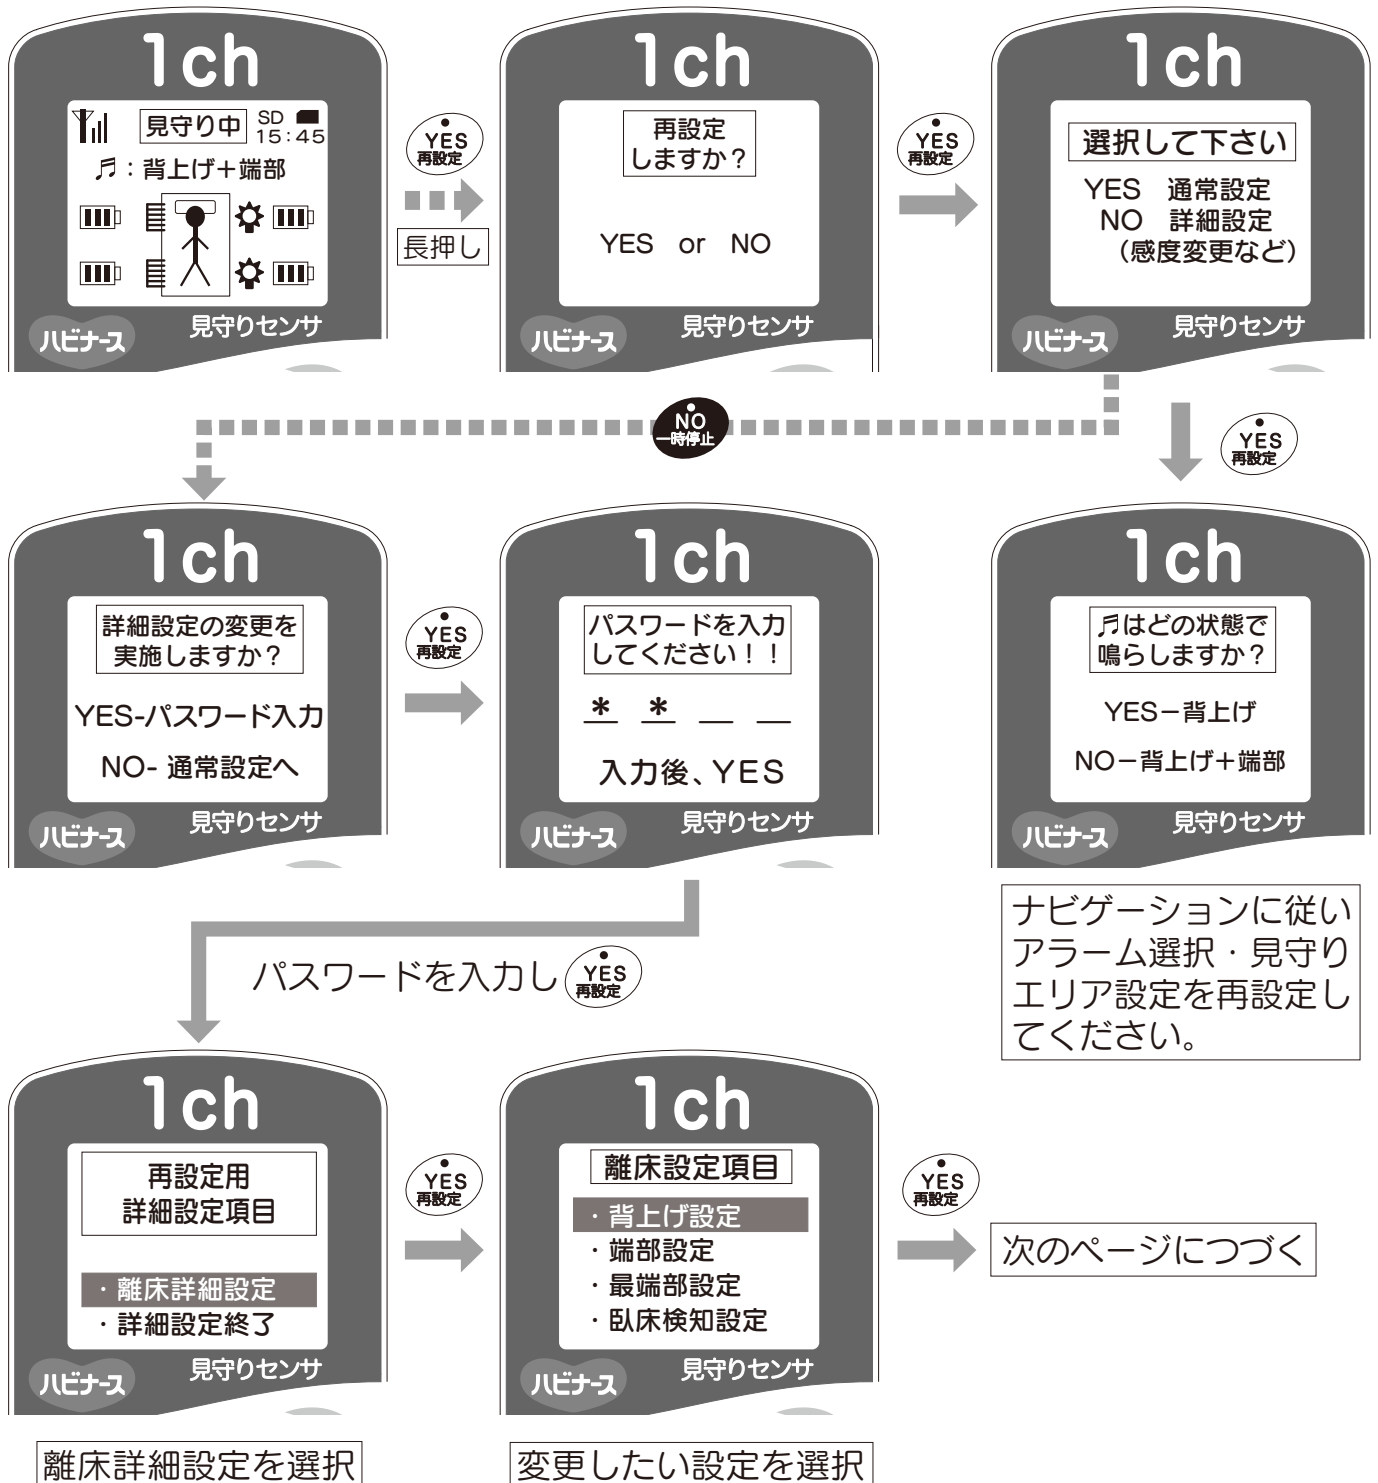 1ch
見守り中
SD
15:45
♬：背上げ＋端部
ハビナース
見守りセンサ
YES
再設定
長押し
1ch
再設定
しますか？
YES or NO
ハビナース
見守りセンサ
YES
再設定
1ch
選択して下さい
YES 通常設定
NO 詳細設定
（感度変更など）
ハビナース
見守りセンサ
NO
一時停止
YES
再設定
1ch
詳細設定の変更を
実施しますか？
YES-パスワード入力
NO- 通常設定へ
ハビナース
見守りセンサ
YES
再設定
1ch
パスワードを入力
してください！！
* * _ _
入力後、YES
ハビナース
見守りセンサ
1ch
♬はどの状態で
鳴らしますか？
YES－背上げ
NO－背上げ＋端部
ハビナース
見守りセンサ
ナビゲーションに従い
アラーム選択・見守り
エリア設定を再設定し
てください。
パスワードを入力し
YES
再設定
1ch
再設定用
詳細設定項目
・離床詳細設定
・詳細設定終了
ハビナース
見守りセンサ
離床詳細設定を選択
YES
再設定
1ch
離床設定項目
・背上げ設定
・端部設定
・最端部設定
・臥床検知設定
ハビナース
見守りセンサ
変更したい設定を選択
YES
再設定
次のページにつづく